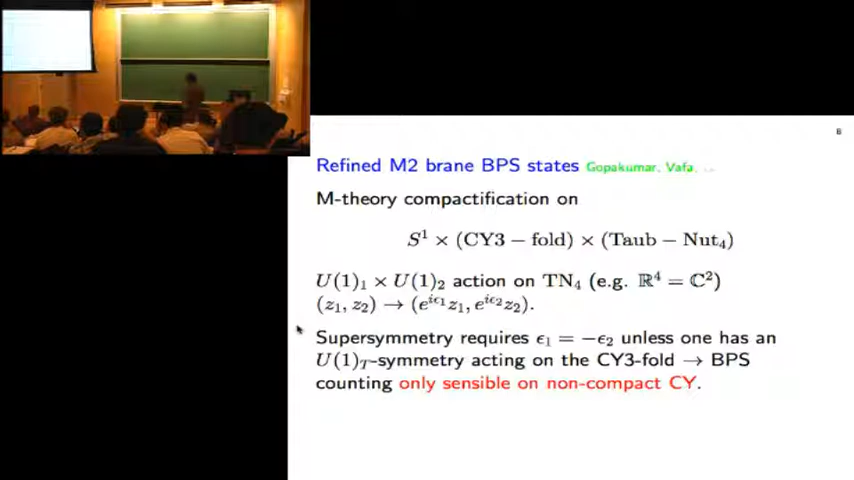 8
Refined M2 brane BPS states Gopakumar, Vafa, ...
M-theory compactification on
S¹ × (CY3 − fold) × (Taub − Nut₄)
U(1)₁ × U(1)₂ action on TN₄ (e.g. ℝ⁴ = ℂ²)
(z₁, z₂) → (e^{iϵ₁}z₁, e^{iϵ₂}z₂).
Supersymmetry requires ϵ₁ = −ϵ₂ unless one has an
U(1)_T-symmetry acting on the CY3-fold → BPS
counting only sensible on non-compact CY.